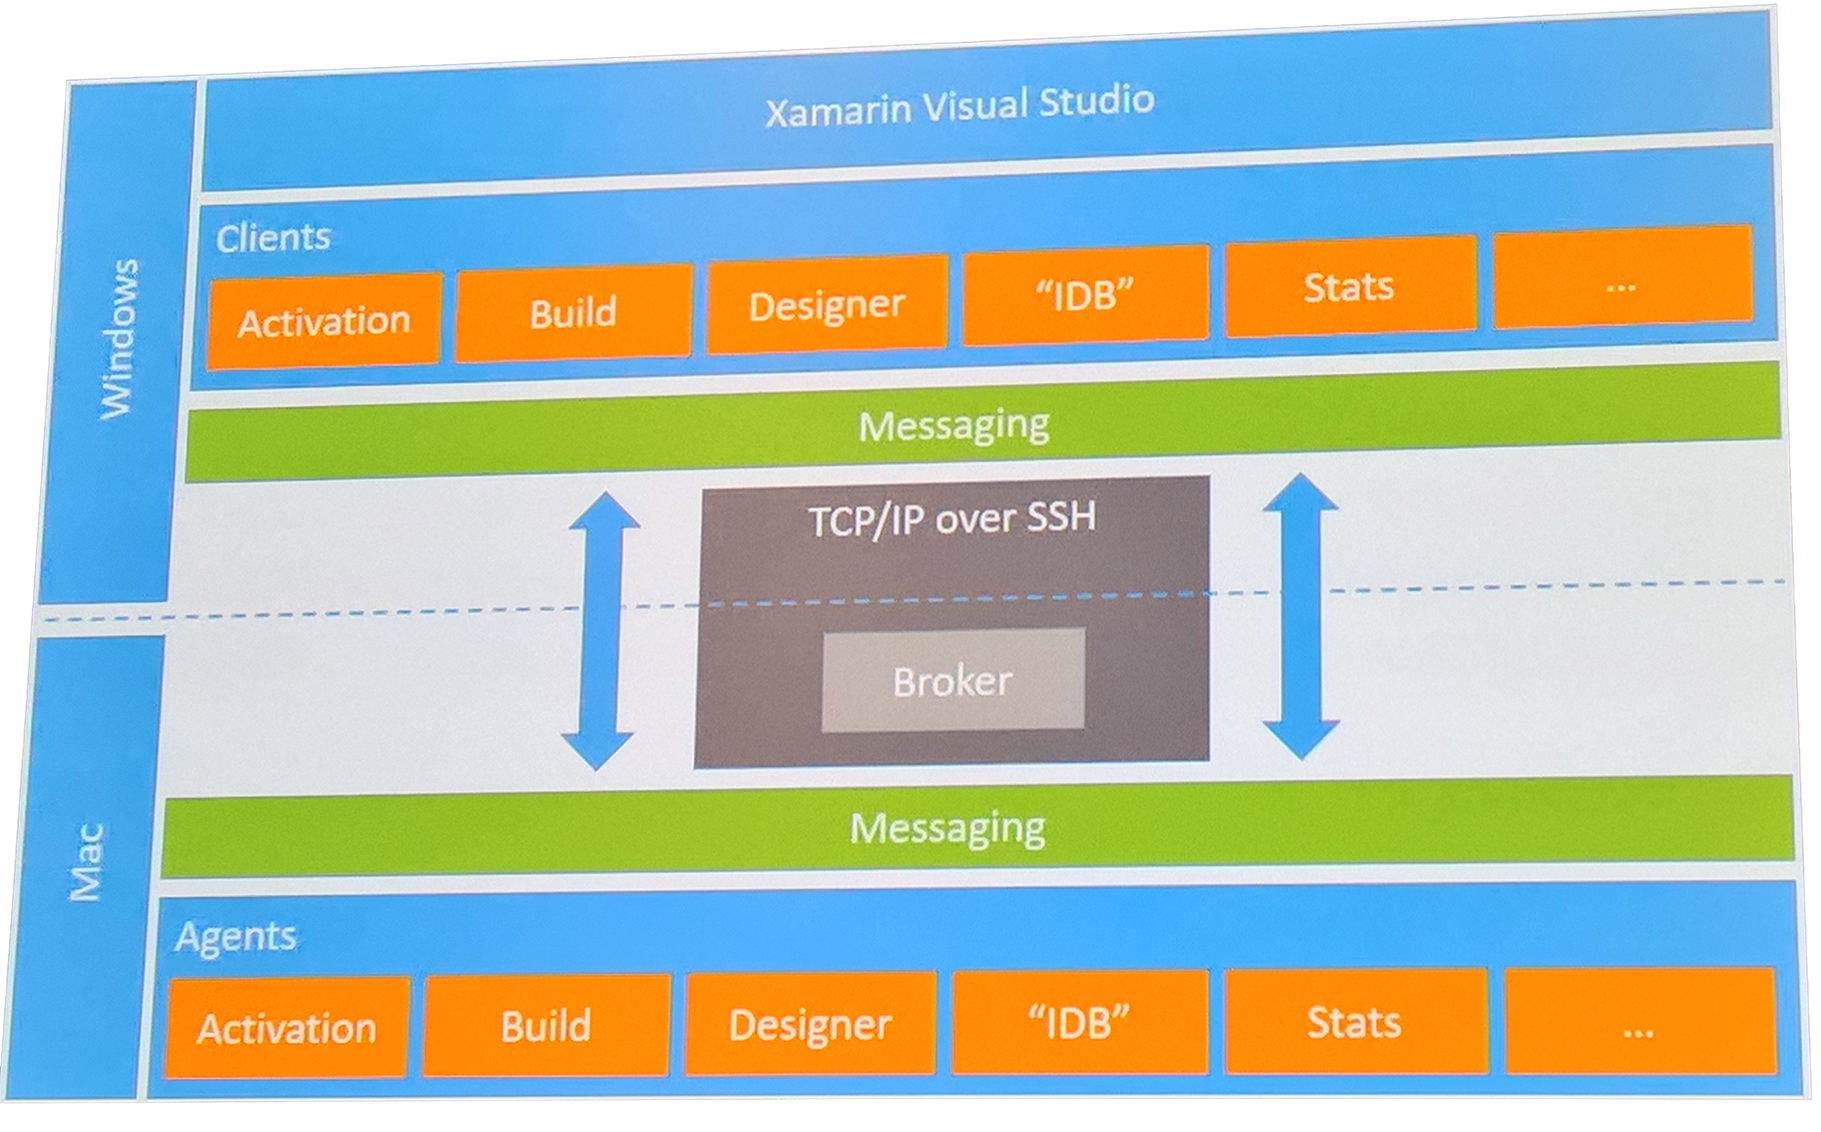 Xamarin Visual Studio
Windows
Clients
Activation
Build
Designer
“IDB”
Stats
...
Messaging
TCP/IP over SSH
Broker
Mac
Messaging
Agents
Activation
Build
Designer
“IDB”
Stats
...